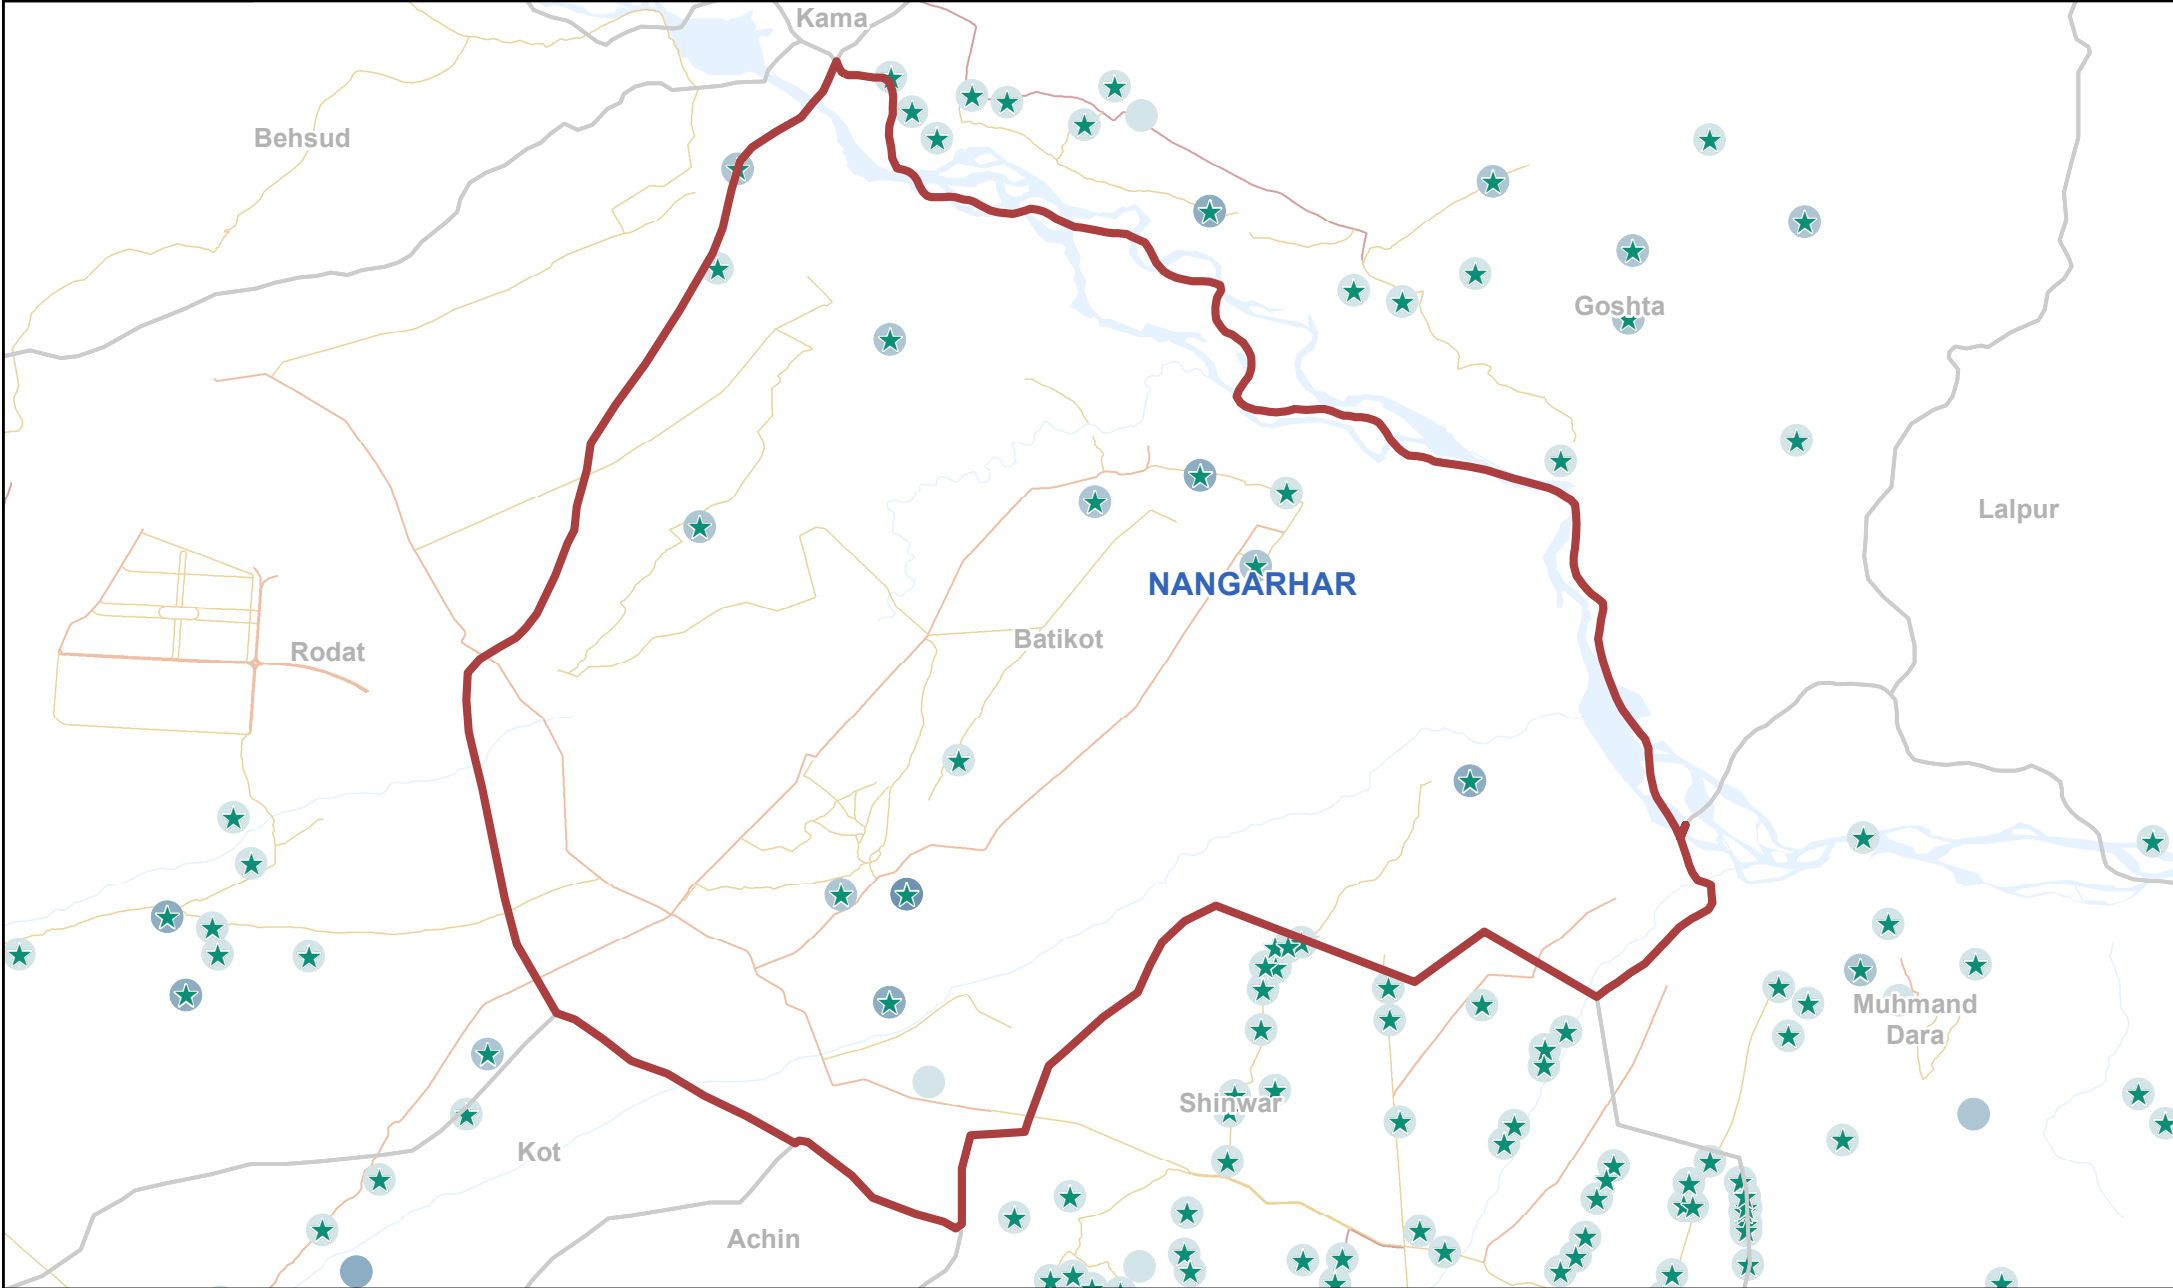 Kama
Behsud
Goshta
Lalpur
NANGARHAR
Batikot
Rodat
Muhmand
Dara
Shinwar
Kot
Achin